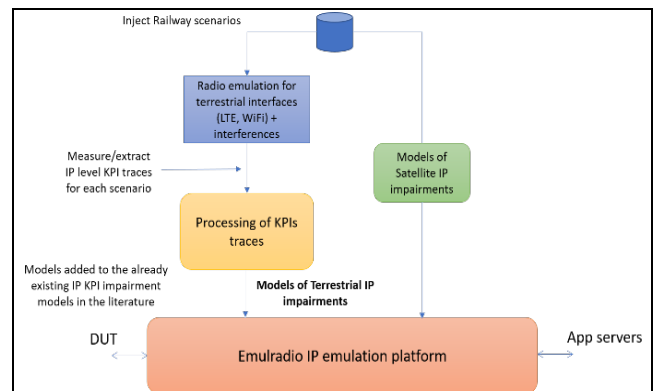 Inject Railway scenarios
Radio emulation for
terrestrial interfaces
(LTE, WiFi) +
interferences
Measure/extract
IP level KPI traces
for each scenario
Models of
Satellite IP
impairments
Processing of KPIs
traces
Models added to the already
existing IP KPI impairment
models in the literature
Models of Terrestrial IP
impairments
DUT
Emulradio IP emulation platform
App servers